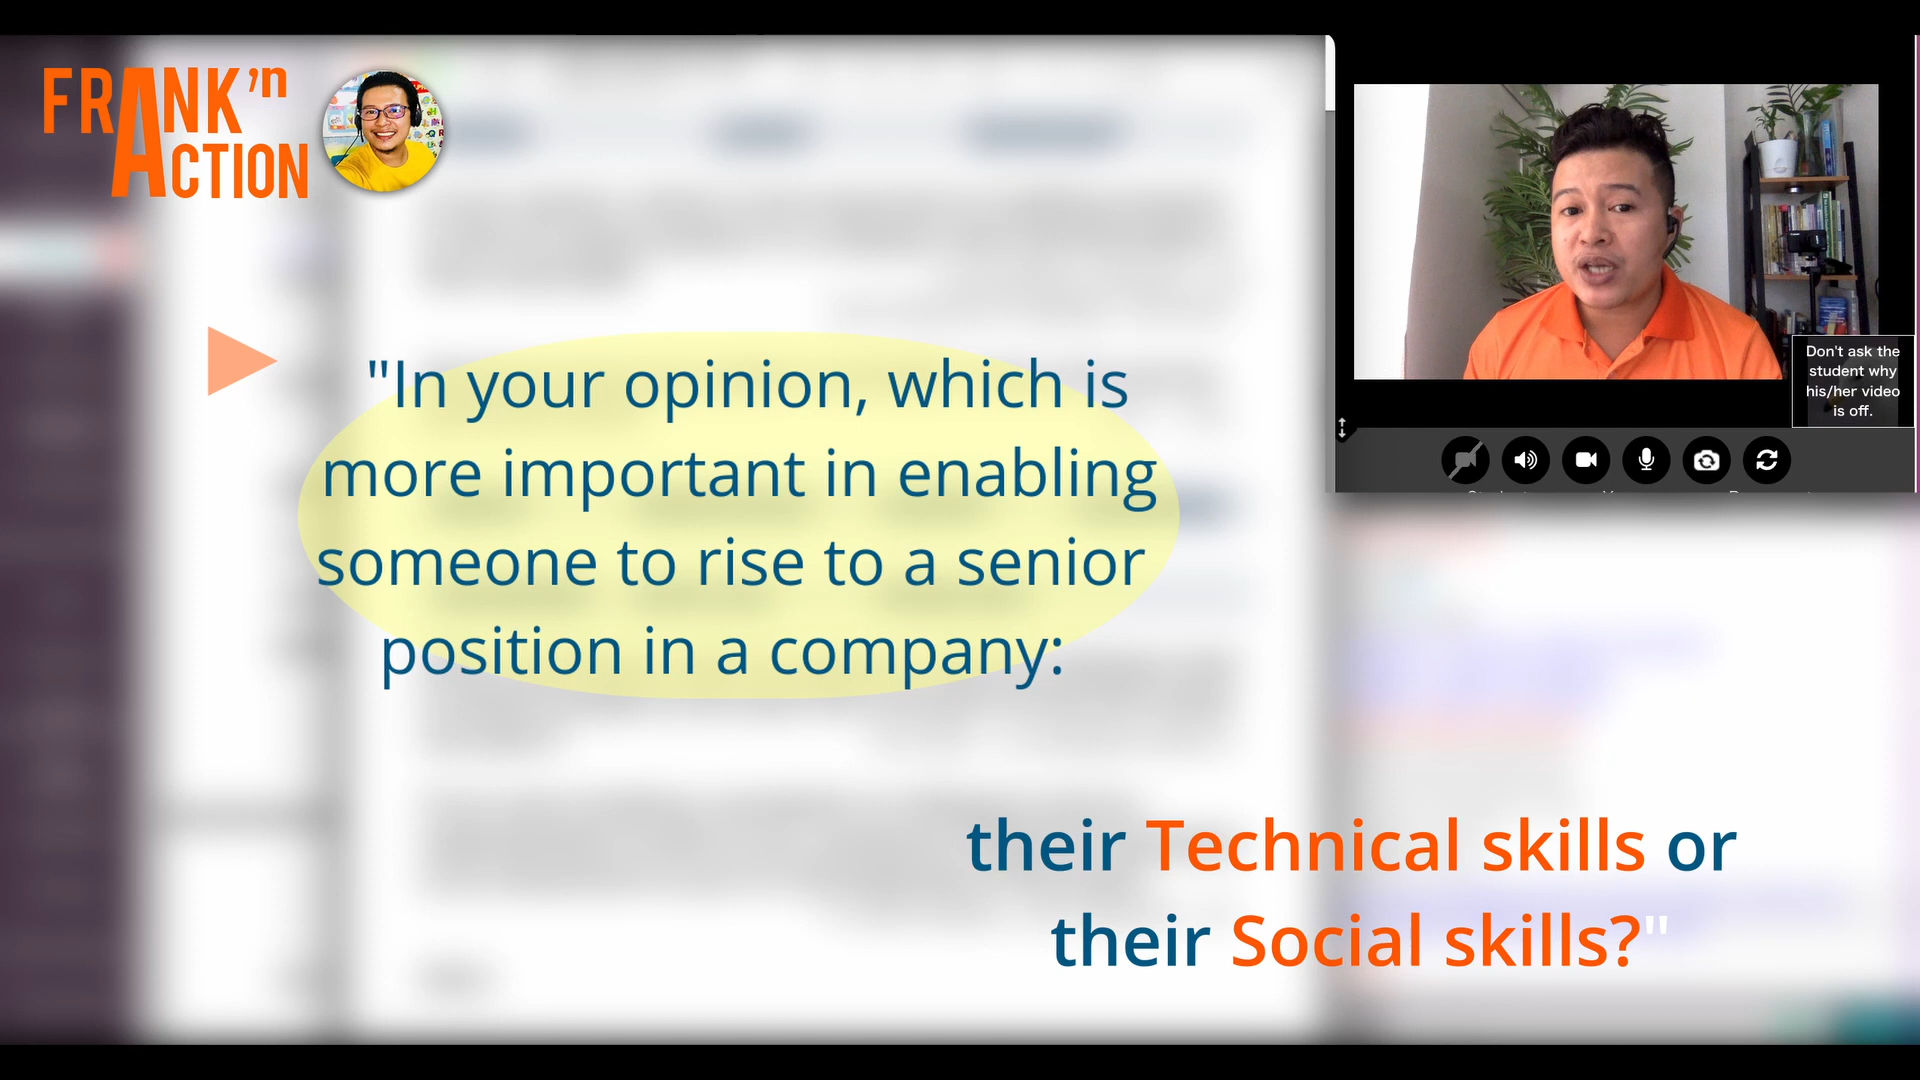 FRANK'n
ACTION
"In your opinion, which is
more important in enabling
someone to rise to a senior
position in a company:
their Technical skills or
their Social skills?"
Don't ask the
student why
his/her video
is off.